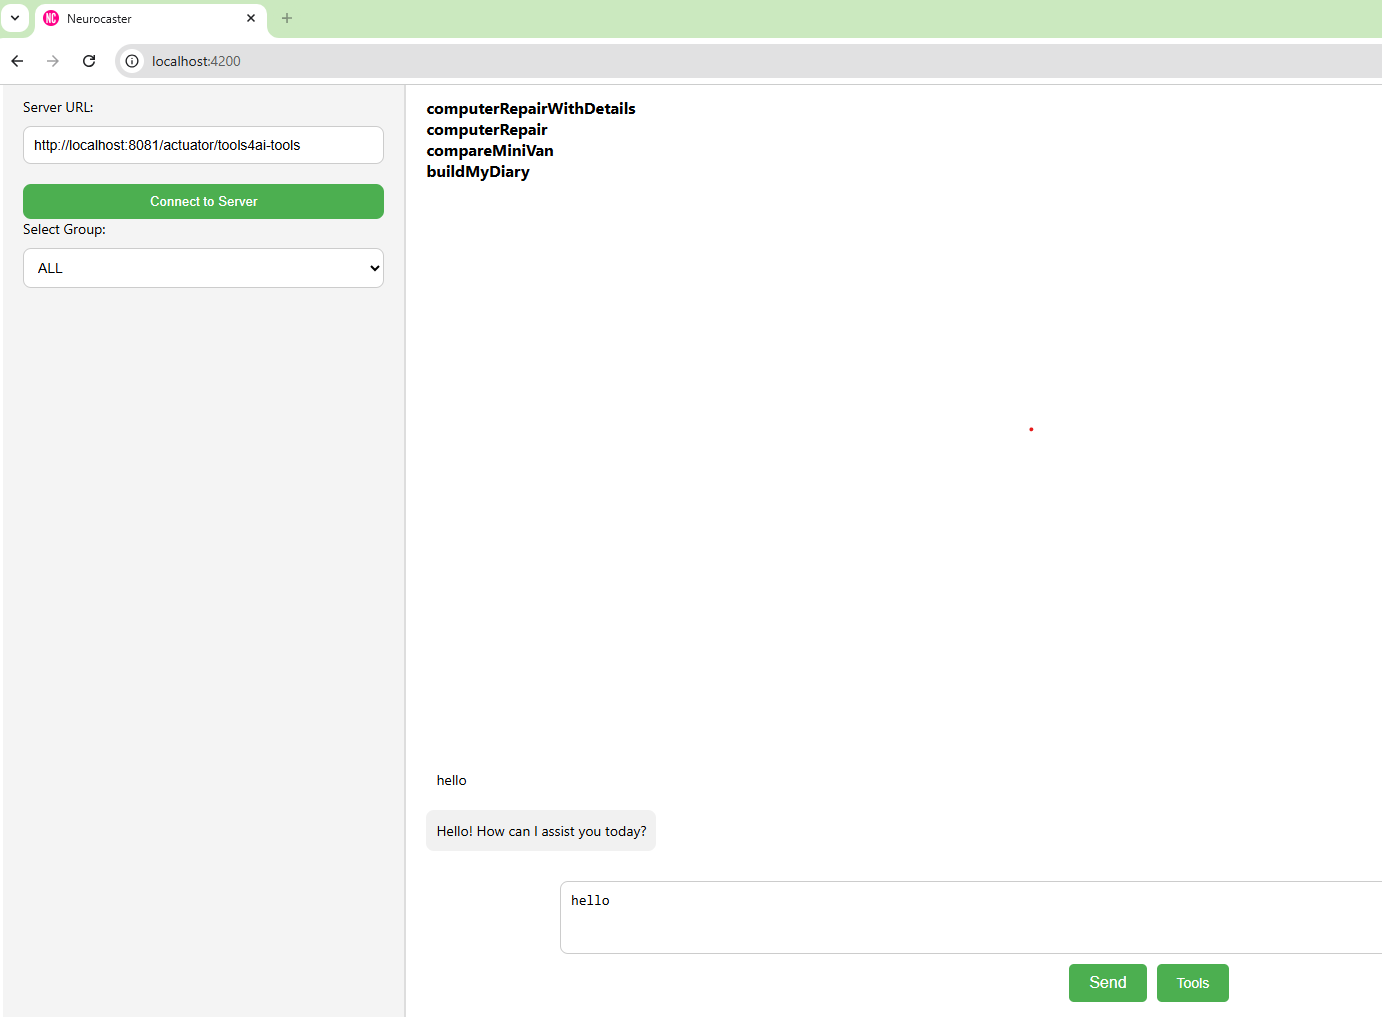 NC Neurocaster
localhost:4200
Server URL:
http://localhost:8081/actuator/tools4ai-tools
Connect to Server
Select Group:
ALL
computerRepairWithDetails
computerRepair
compareMiniVan
buildMyDiary
hello
Hello! How can I assist you today?
hello
Send Tools